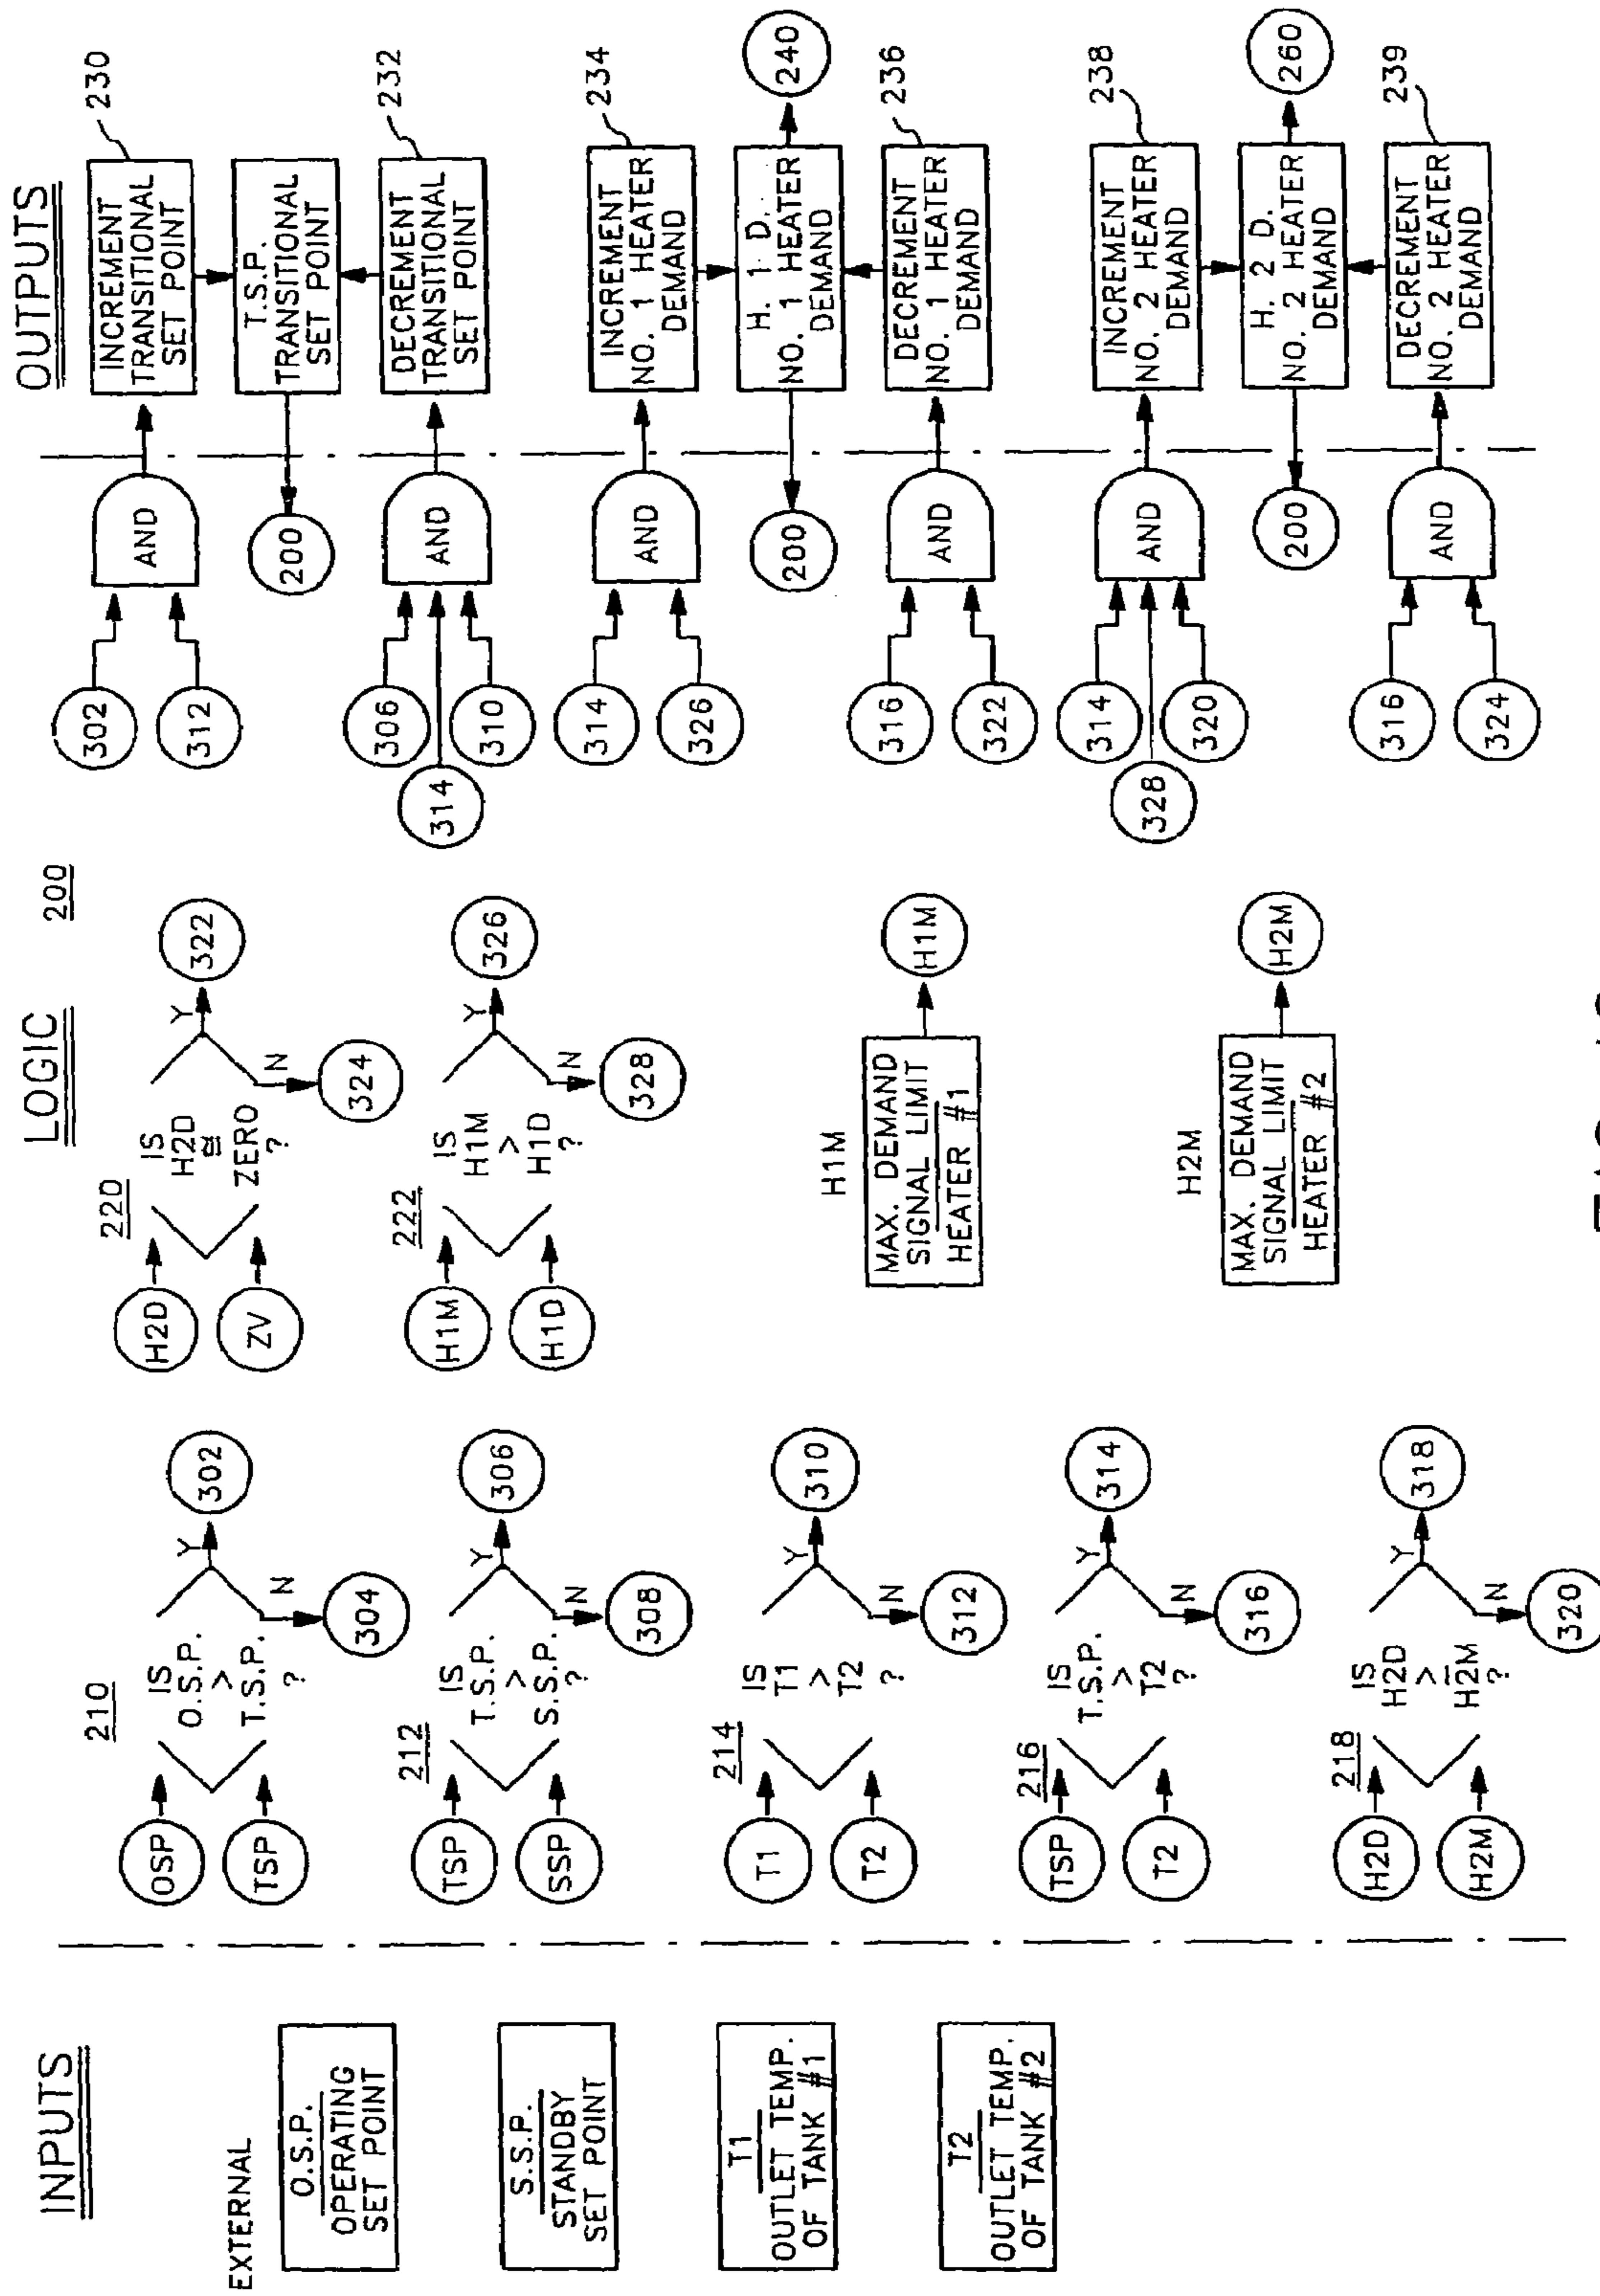 INPUTS
EXTERNAL
O.S.P.
OPERATING
SET POINT
S.S.P.
STANDBY
SET POINT
T1
OUTLET TEMP.
OF TANK #1
T2
OUTLET TEMP.
OF TANK #2
LOGIC
200
210
OSP
TSP
IS
O.S.P.
>
T.S.P.
?
Y
302
N
304
212
TSP
SSP
IS
T.S.P.
>
S.S.P.
?
Y
306
N
308
214
T1
T2
IS
T1
>
T2
?
Y
310
N
312
216
TSP
T2
IS
T.S.P.
>
T2
?
Y
314
N
316
218
H2D
H2M
IS
H2D
>
H2M
?
Y
318
N
320
220
H2D
ZV
IS
H2D
≅
ZERO
?
Y
322
N
324
222
H1M
H1D
IS
H1M
>
H1D
?
Y
326
N
328
H1M
MAX. DEMAND
SIGNAL LIMIT
HEATER #1
H1M
H2M
MAX. DEMAND
SIGNAL LIMIT
HEATER #2
H2M
OUTPUTS
302
312
AND
INCREMENT
TRANSITIONAL
SET POINT
230
200
T.S.P.
TRANSITIONAL
SET POINT
306
314
310
AND
DECREMENT
TRANSITIONAL
SET POINT
232
314
326
AND
INCREMENT
NO. 1 HEATER
DEMAND
234
200
H. 1 D.
NO. 1 HEATER
DEMAND
240
316
322
AND
DECREMENT
NO. 1 HEATER
DEMAND
236
314
328
320
AND
INCREMENT
NO. 2 HEATER
DEMAND
238
200
H. 2 D.
NO. 2 HEATER
DEMAND
260
316
324
AND
DECREMENT
NO. 2 HEATER
DEMAND
239